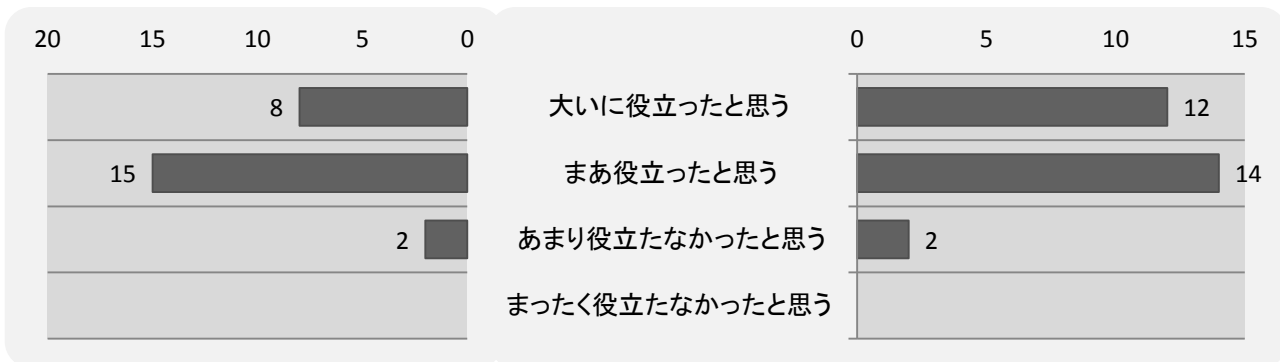 20 15 10 5 0
0 5 10 15
8 大いに役立ったと思う 12
15 まあ役立ったと思う 14
2 あまり役立たなかったと思う 2
まったく役立たなかったと思う